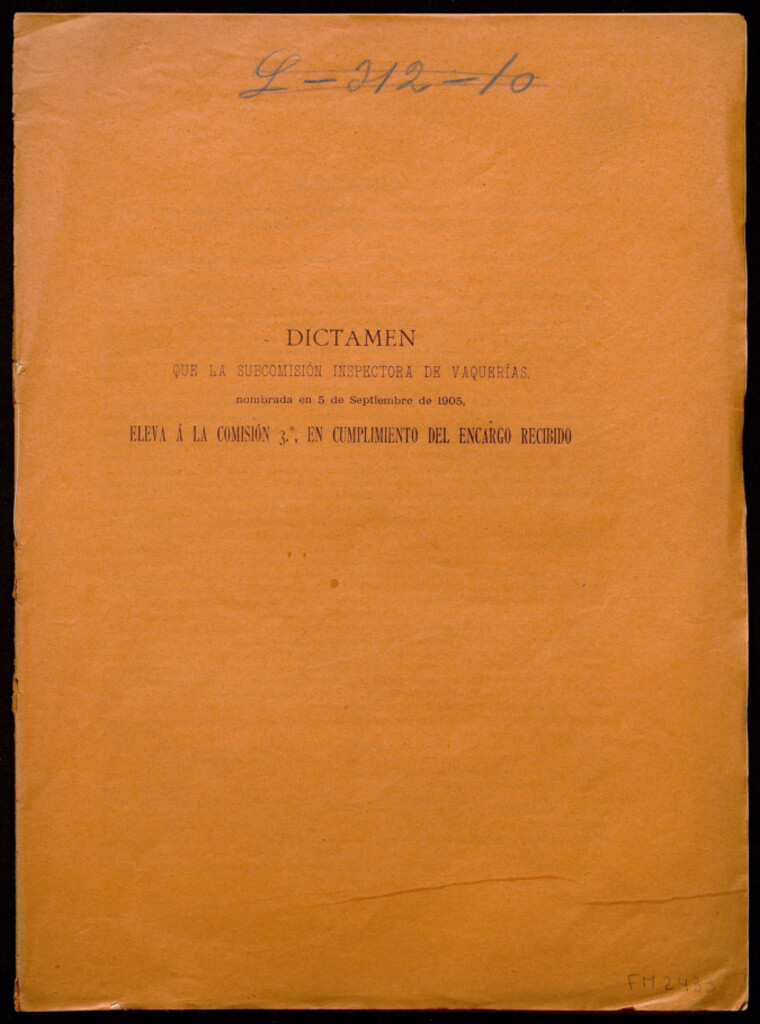 L-312-10
DICTAMEN
QUE LA SUBCOMISIÓN INSPECTORA DE VAQUERÍAS,
nombrada en 5 de Septiembre de 1905,
ELEVA Á LA COMISIÓN 3.ª, EN CUMPLIMIENTO DEL ENCARGO RECIBIDO